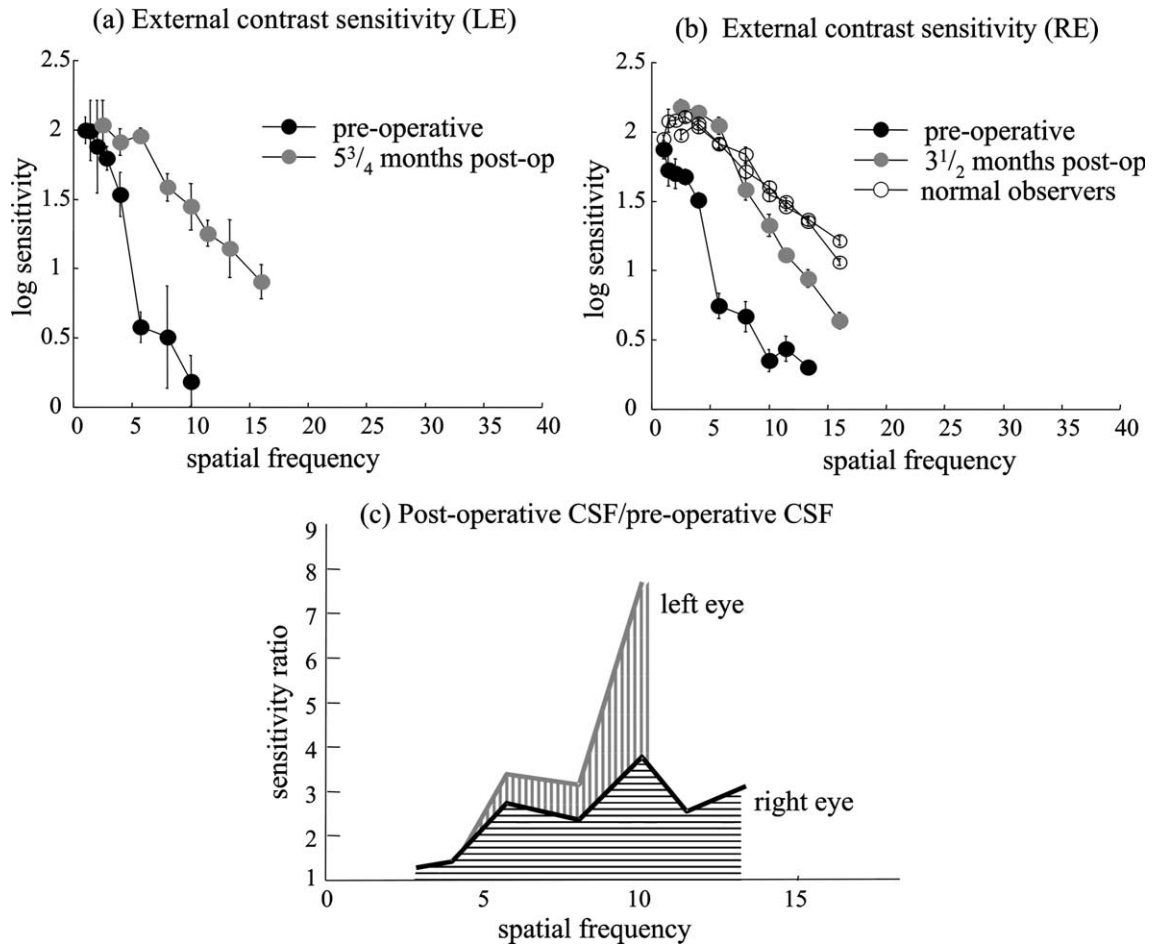 (a) External contrast sensitivity (LE)
2.5
2
1.5
1
0.5
0
log sensitivity
pre-operative
5 3/4 months post-op
0 5 10 15 20 25 30 35 40
spatial frequency
(b) External contrast sensitivity (RE)
2.5
2
1.5
1
0.5
0
log sensitivity
pre-operative
3 1/2 months post-op
normal observers
0 5 10 15 20 25 30 35 40
spatial frequency
(c) Post-operative CSF/pre-operative CSF
9
8
7
6
5
4
3
2
1
sensitivity ratio
left eye
right eye
0 5 10 15
spatial frequency